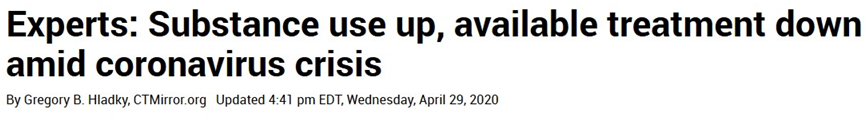 Experts: Substance use up, available treatment down
amid coronavirus crisis
By Gregory B. Hladky, CTMirror.org Updated 4:41 pm EDT, Wednesday, April 29, 2020